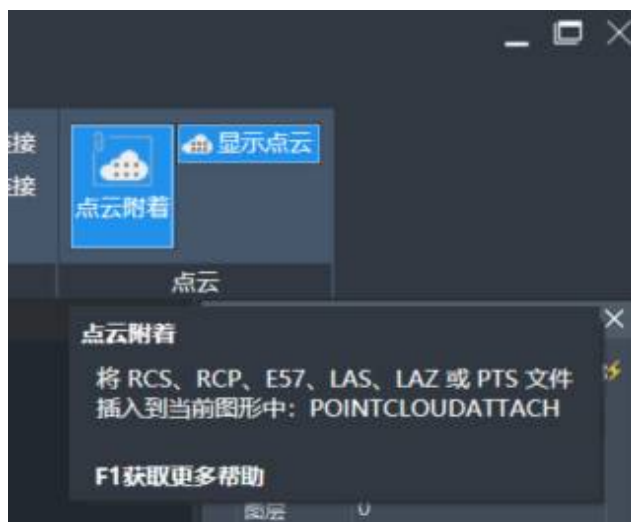 接
显示点云
接
点云附着
点云
点云附着
将 RCS、RCP、E57、LAS、LAZ 或 PTS 文件
插入到当前图形中：POINTCLOUDATTACH
F1获取更多帮助
图层 0